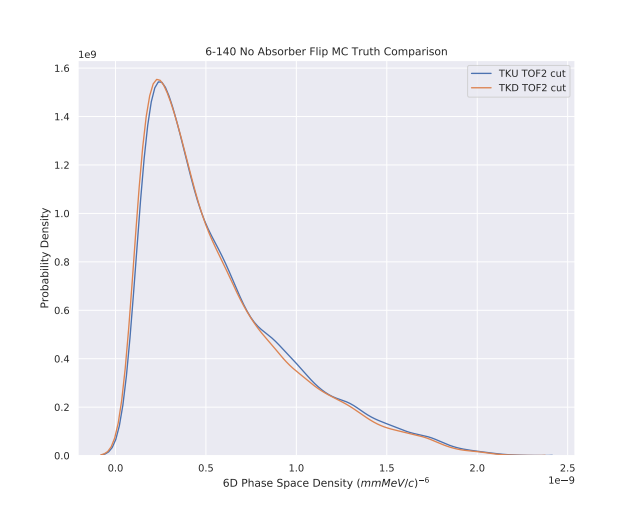 6-140 No Absorber Flip MC Truth Comparison
1e9
TKU TOF2 cut
TKD TOF2 cut
1.6
1.4
1.2
1.0
0.8
0.6
0.4
0.2
0.0
Probability Density
0.0 0.5 1.0 1.5 2.0 2.5
1e−9
6D Phase Space Density (mmMeV/c)⁻⁶